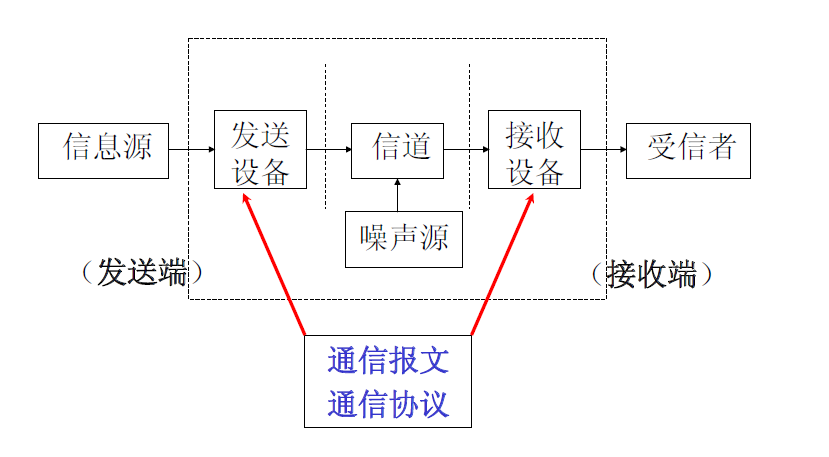 信息源
发送
设备
信道
接收
设备
受信者
噪声源
（发送端）
（接收端）
通信报文
通信协议